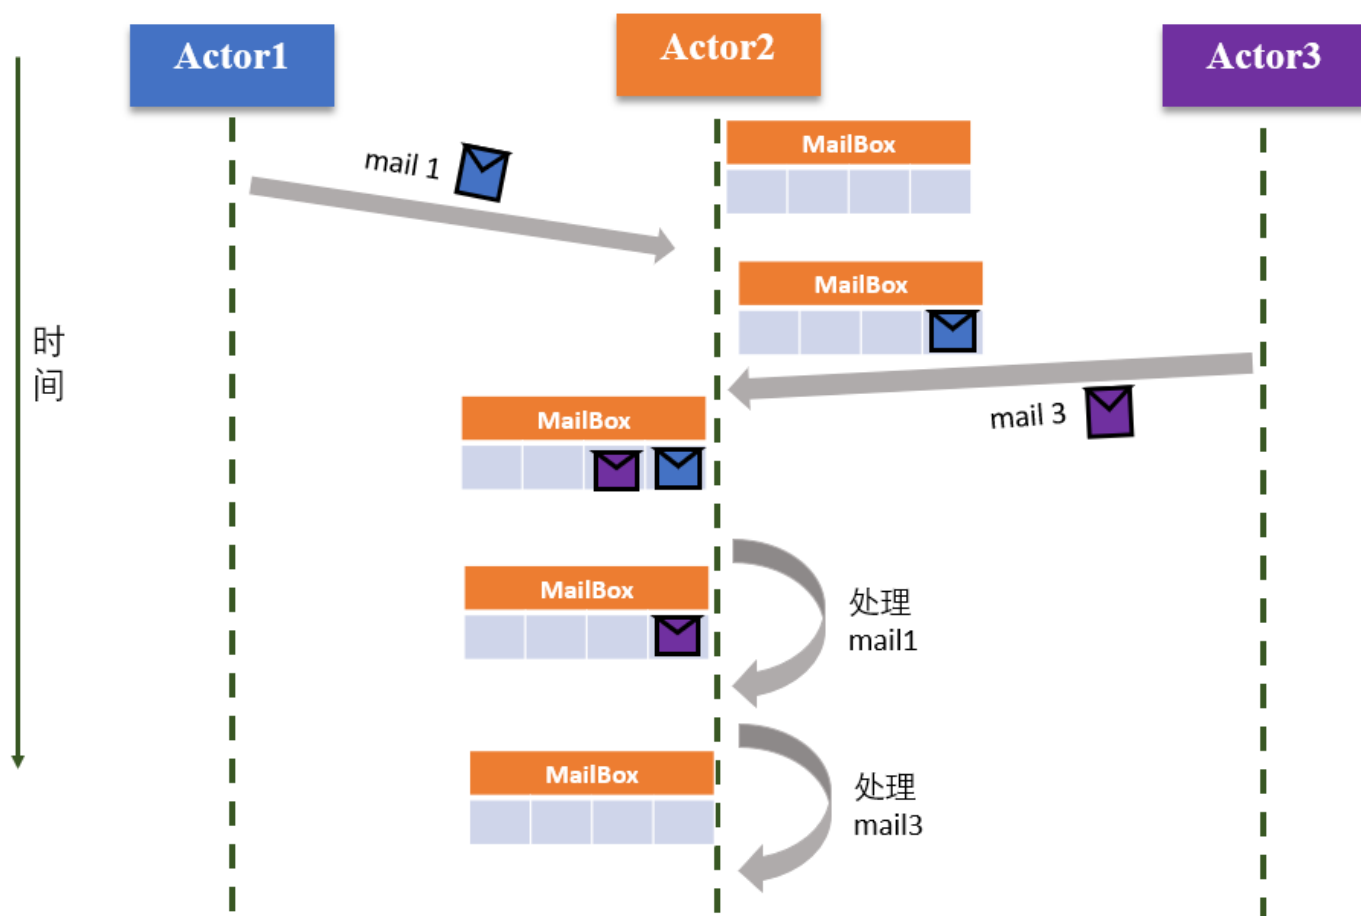 Actor1
Actor2
Actor3
MailBox
mail 1
MailBox
时
间
mail 3
MailBox
MailBox
处理
mail1
MailBox
处理
mail3